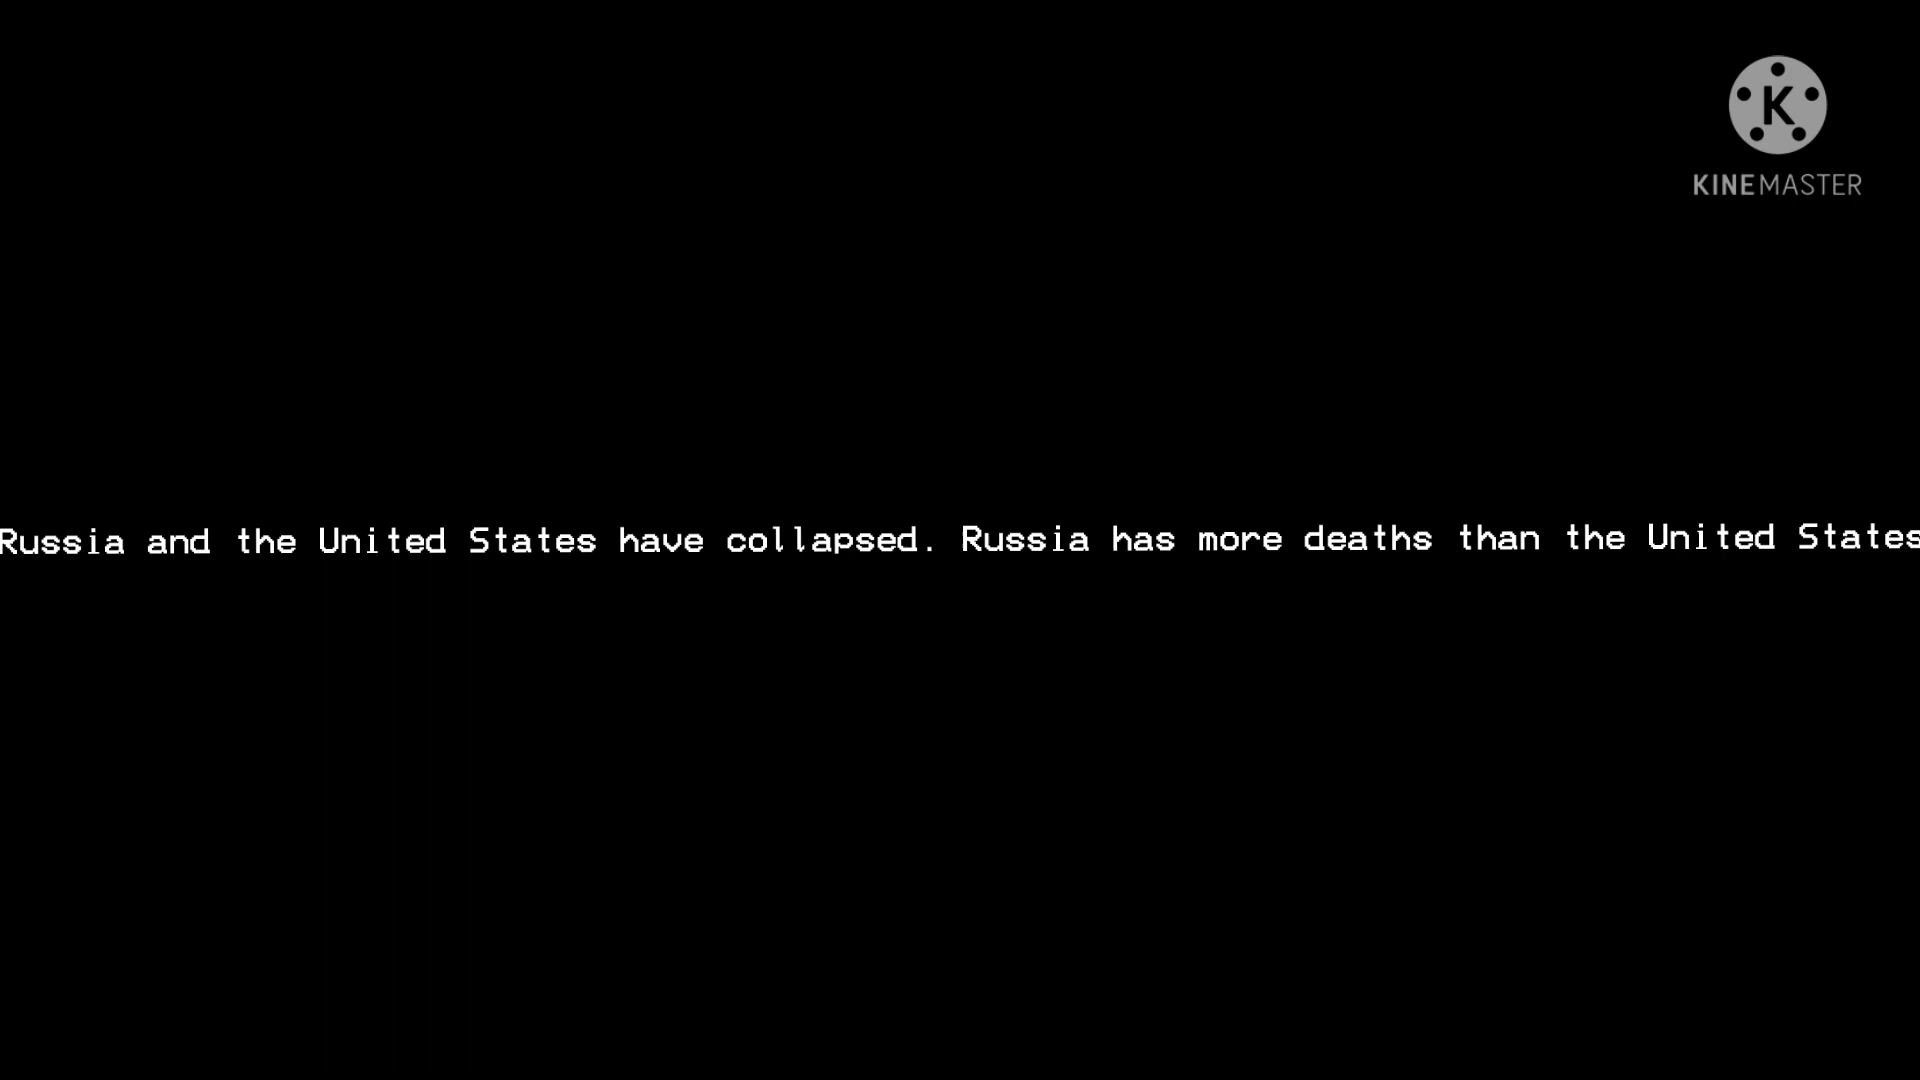 K
KINEMASTER
Russia and the United States have collapsed. Russia has more deaths than the United States